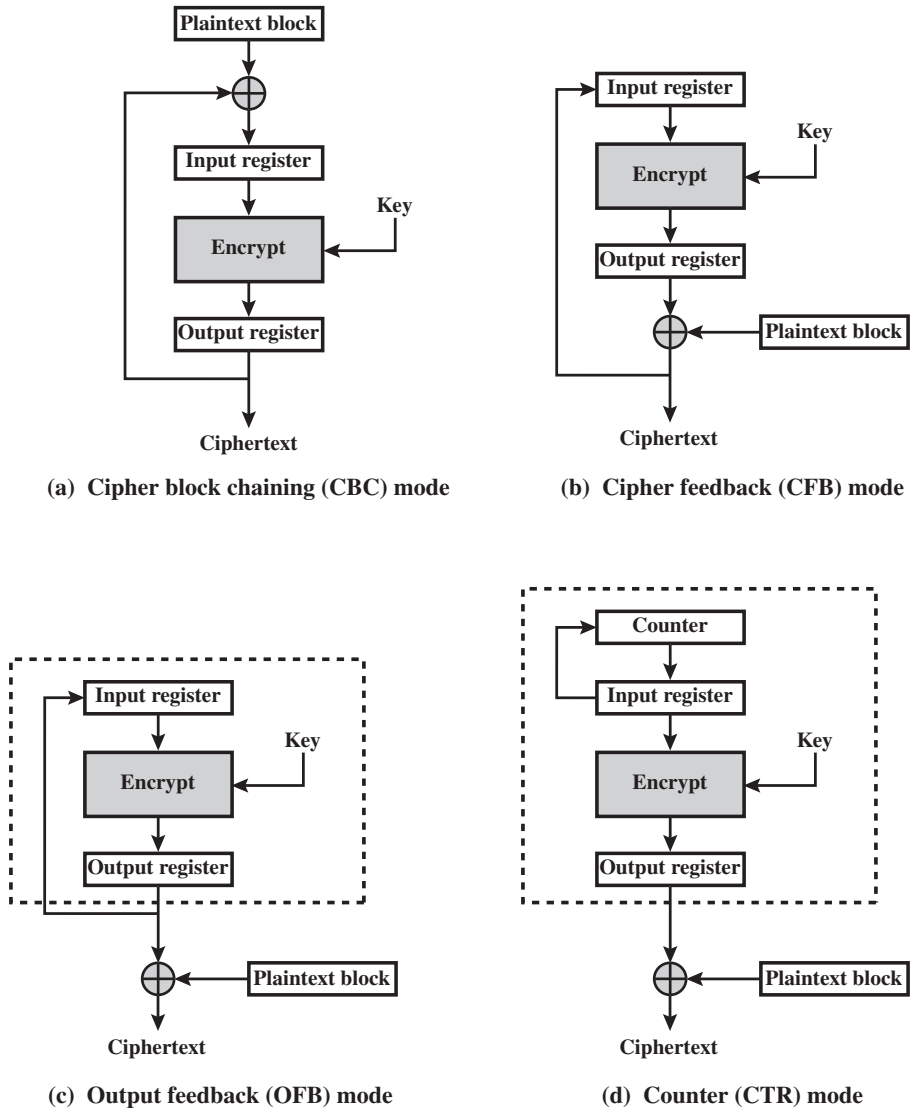 Plaintext block
Input register
Key
Encrypt
Output register
Ciphertext
(a) Cipher block chaining (CBC) mode
Input register
Key
Encrypt
Output register
Plaintext block
Ciphertext
(b) Cipher feedback (CFB) mode
Input register
Key
Encrypt
Output register
Plaintext block
Ciphertext
(c) Output feedback (OFB) mode
Counter
Input register
Key
Encrypt
Output register
Plaintext block
Ciphertext
(d) Counter (CTR) mode